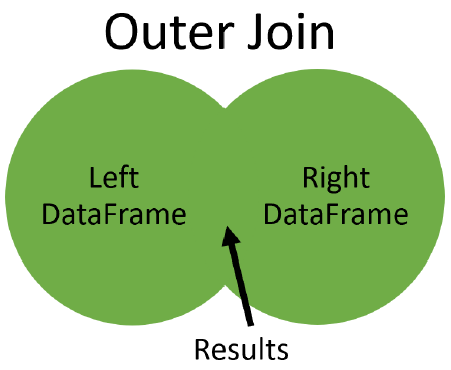 Outer Join
Left
DataFrame
Right
DataFrame
Results